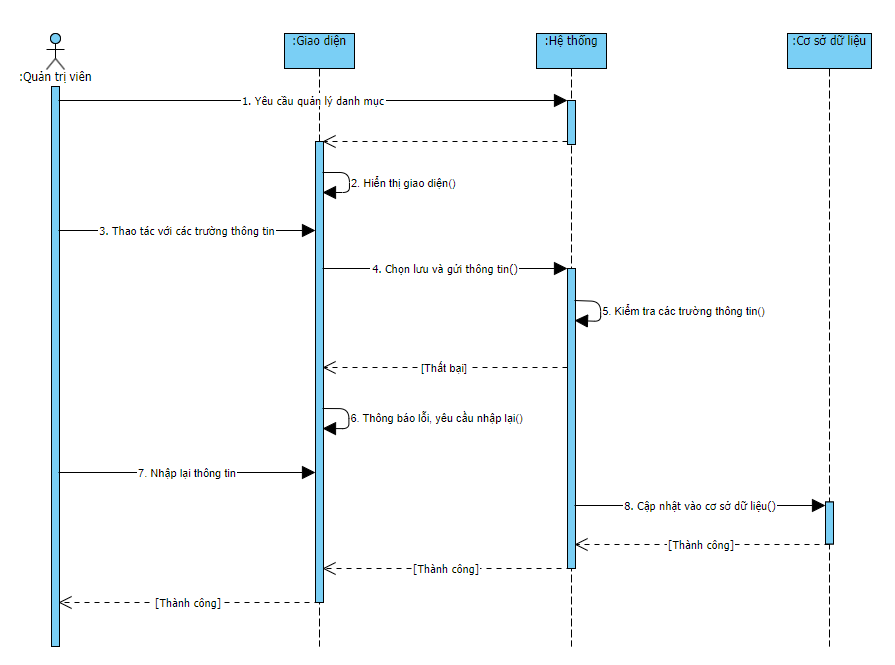 :Giao diện
:Hệ thống
:Cơ sở dữ liệu
:Quản trị viên
1. Yêu cầu quản lý danh mục
2. Hiển thị giao diện()
3. Thao tác với các trường thông tin
4. Chọn lưu và gửi thông tin()
5. Kiểm tra các trường thông tin()
[Thất bại]
6. Thông báo lỗi, yêu cầu nhập lại()
7. Nhập lại thông tin
8. Cập nhật vào cơ sở dữ liệu()
[Thành công]
[Thành công]
[Thành công]